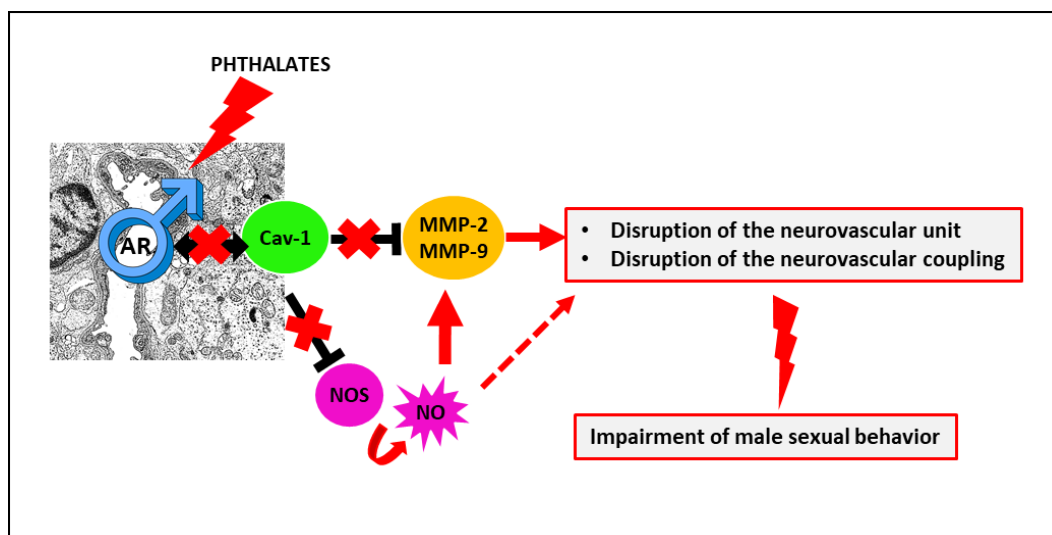 PHTHALATES
AR
Cav-1
MMP-2
MMP-9
• Disruption of the neurovascular unit
• Disruption of the neurovascular coupling
NOS
NO
Impairment of male sexual behavior